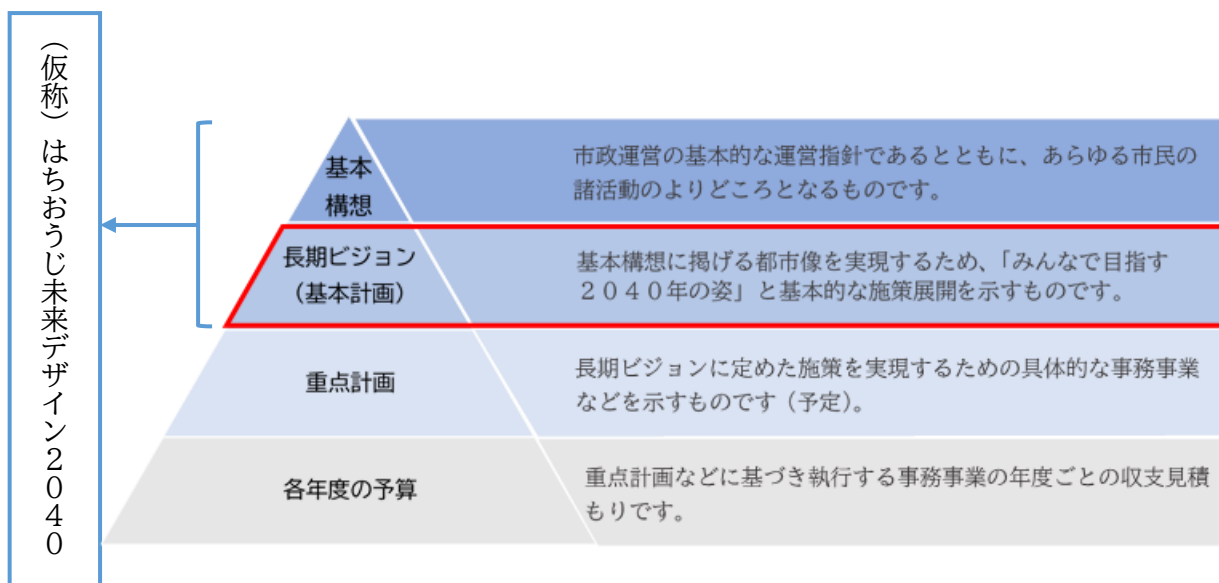 （仮称）はちおうじ未来デザイン２０４０
基本
構想
市政運営の基本的な運営指針であるとともに、あらゆる市民の
諸活動のよりどころとなるものです。
長期ビジョン
（基本計画）
基本構想に掲げる都市像を実現するため、「みんなで目指す
２０４０年の姿」と基本的な施策展開を示すものです。
重点計画
長期ビジョンに定めた施策を実現するための具体的な事務事業
などを示すものです（予定）。
各年度の予算
重点計画などに基づき執行する事務事業の年度ごとの収支見積
もりです。